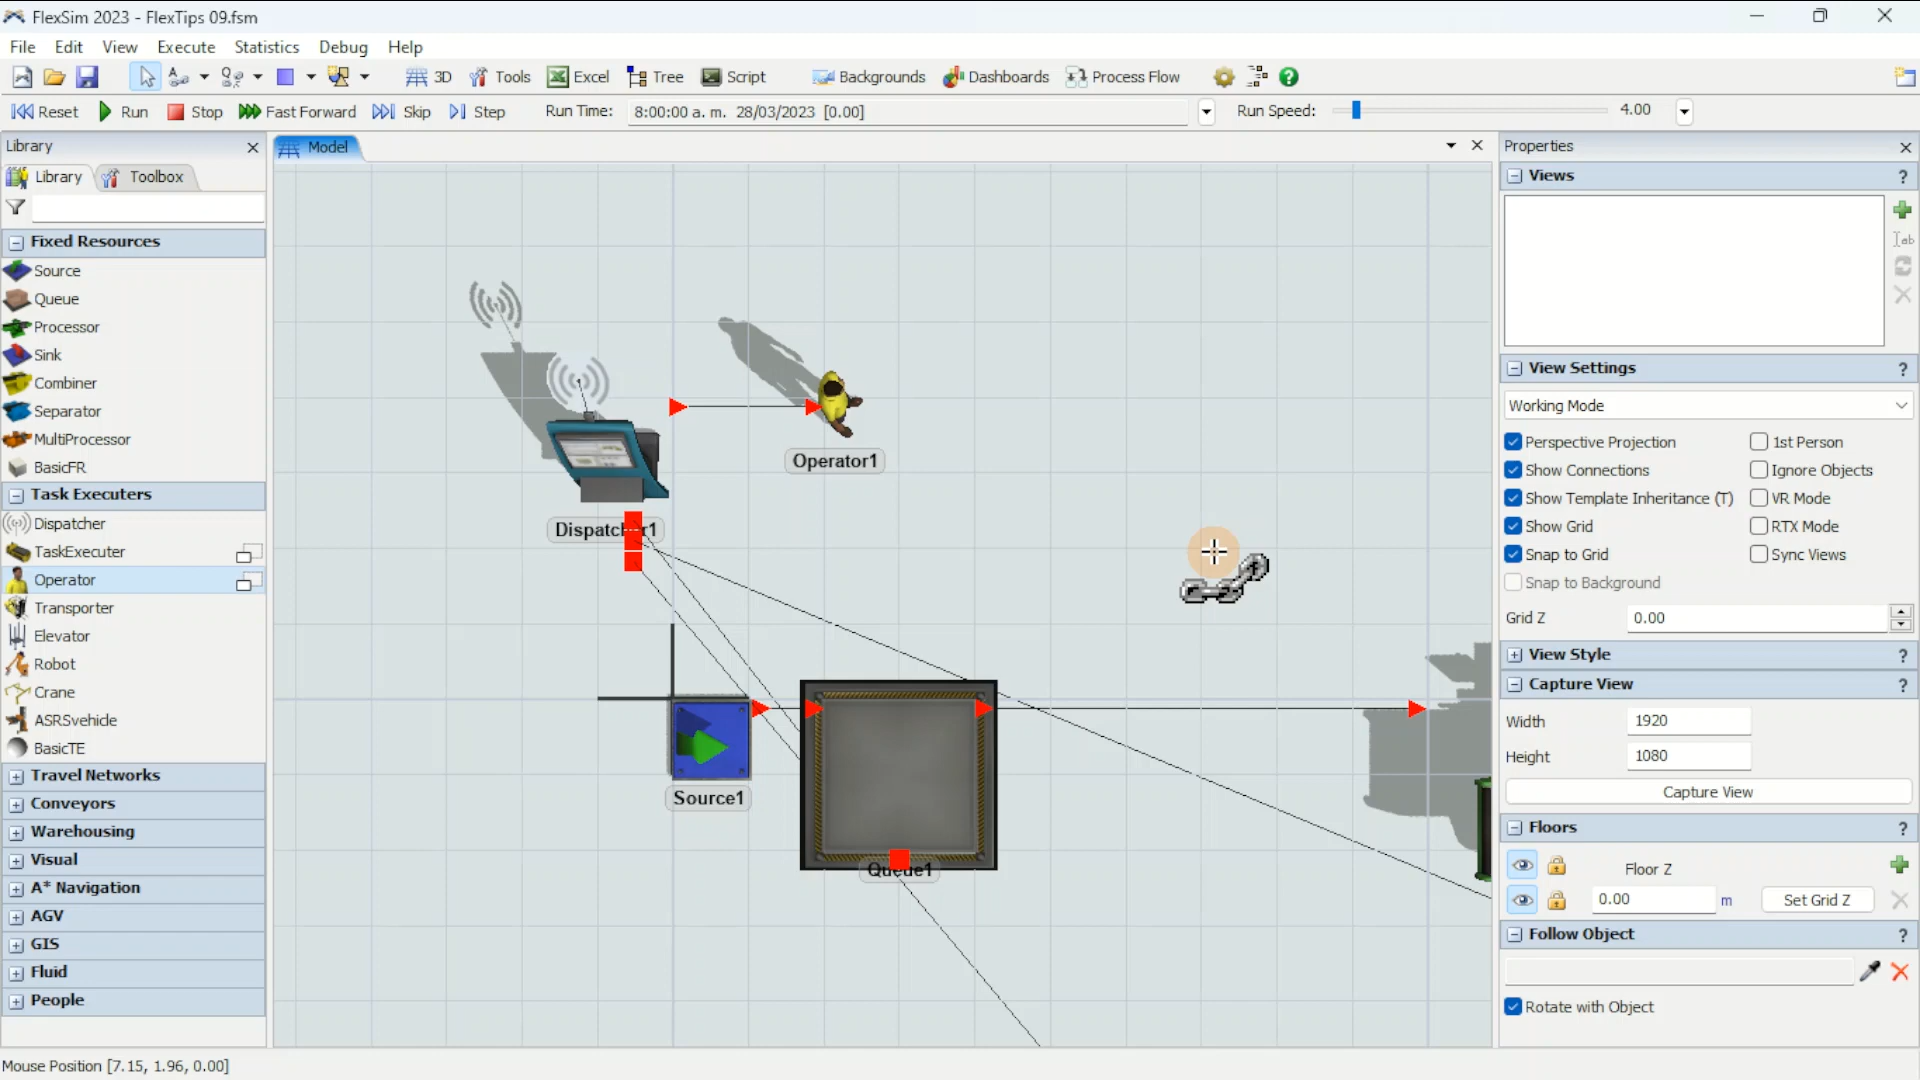 FlexSim 2023 - FlexTips 09.fsm
File Edit View Execute Statistics Debug Help
3D Tools Excel Tree Script Backgrounds Dashboards Process Flow
Reset Run Stop Fast Forward Skip Step Run Time: 8:00:00 a. m. 28/03/2023 [0.00] Run Speed: 4.00
Library
Library Toolbox
Fixed Resources
Source
Queue
Processor
Sink
Combiner
Separator
MultiProcessor
BasicFR
Task Executers
Dispatcher
TaskExecuter
Operator
Transporter
Elevator
Robot
Crane
ASRSvehide
BasicTE
Travel Networks
Conveyors
Warehousing
Visual
A* Navigation
AGV
GIS
Fluid
People
Model
Operator1
Source1
Queue1
Properties
Views
View Settings
Working Mode
Perspective Projection 1st Person
Show Connections Ignore Objects
Show Template Inheritance (T) VR Mode
Show Grid RTX Mode
Snap to Grid Sync Views
Snap to Background
Grid Z 0.00
View Style
Capture View
Width 1920
Height 1080
Capture View
Floors
Floor Z
0.00 m Set Grid Z
Follow Object
Rotate with Object
Mouse Position [7.15, 1.96, 0.00]